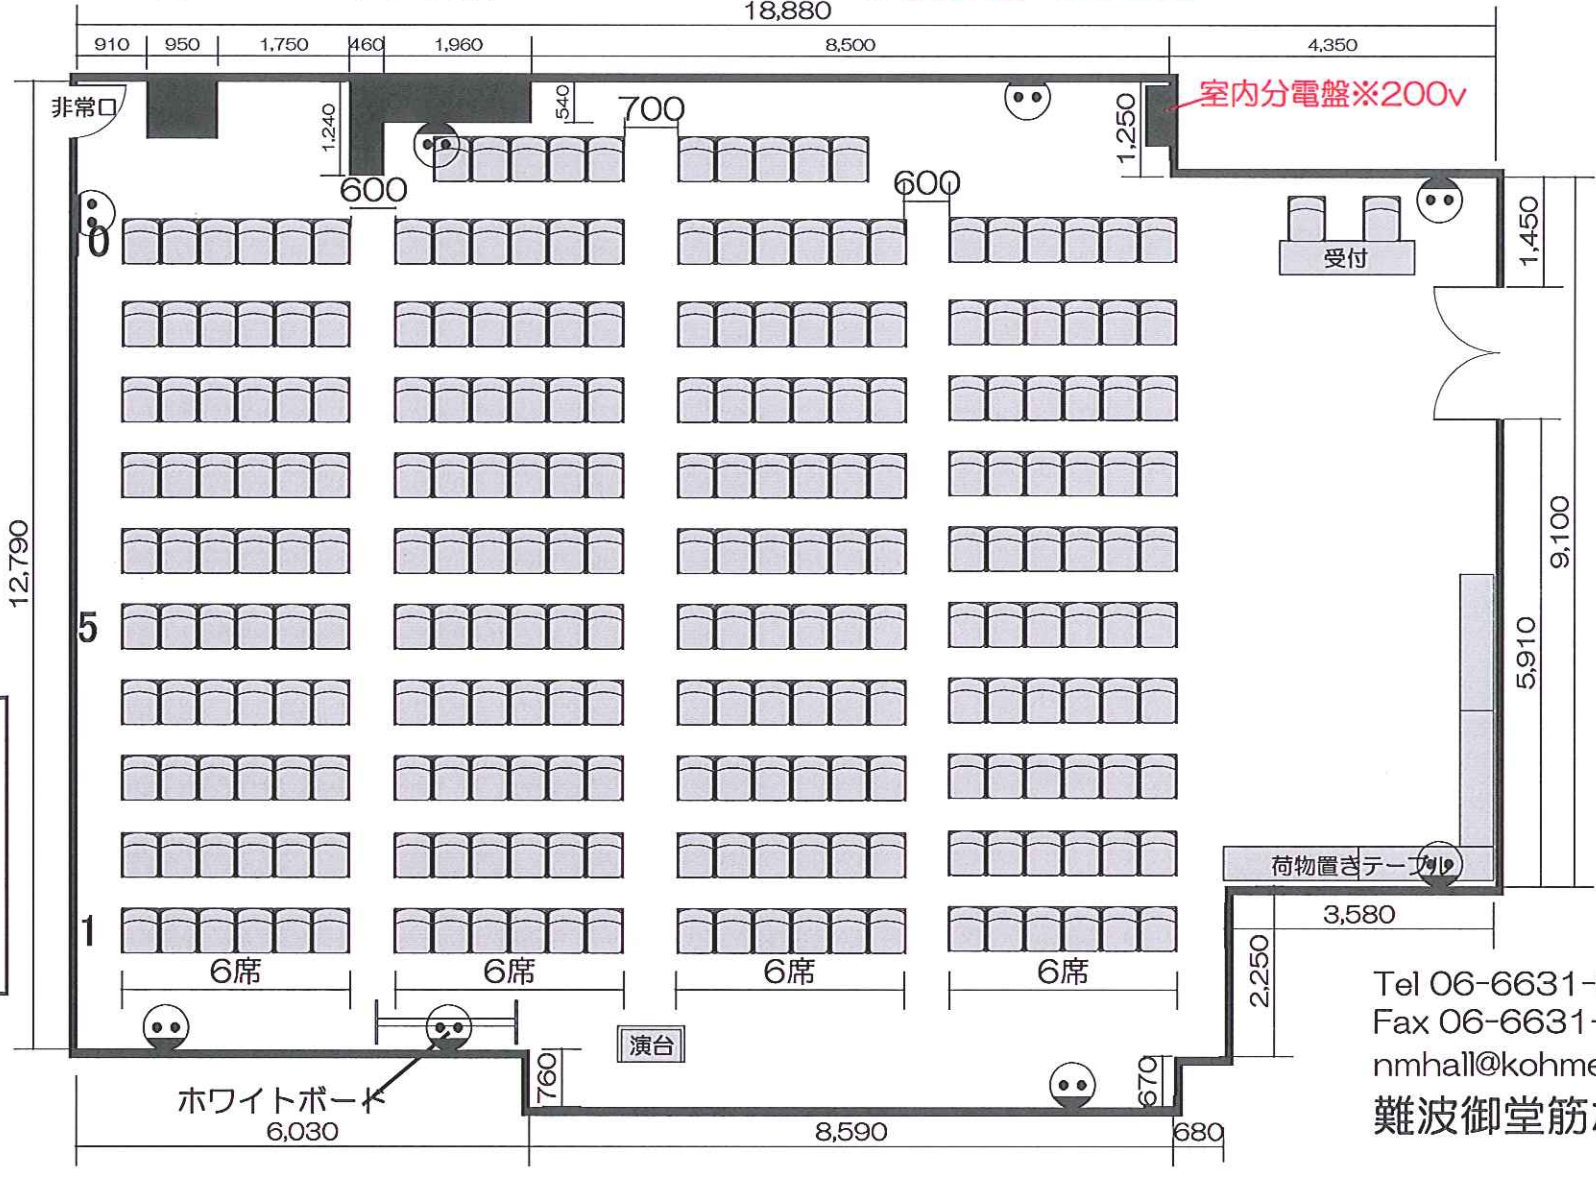 18,880
910 950 1,750 460 1,960 8,500 4,350
非常口
1.240
540
700
1,250
室内分電盤※200v
600
600
0
受付
1,450
12,790
9,100
5
5,910
荷物置きテーブル
1
3,580
6席 6席 6席 6席
2,250
Tel 06-6631-
Fax 06-6631-
nmhall@kohme
難波御堂筋
演台
760
670
ホワイトボード
6,030 8,590 680